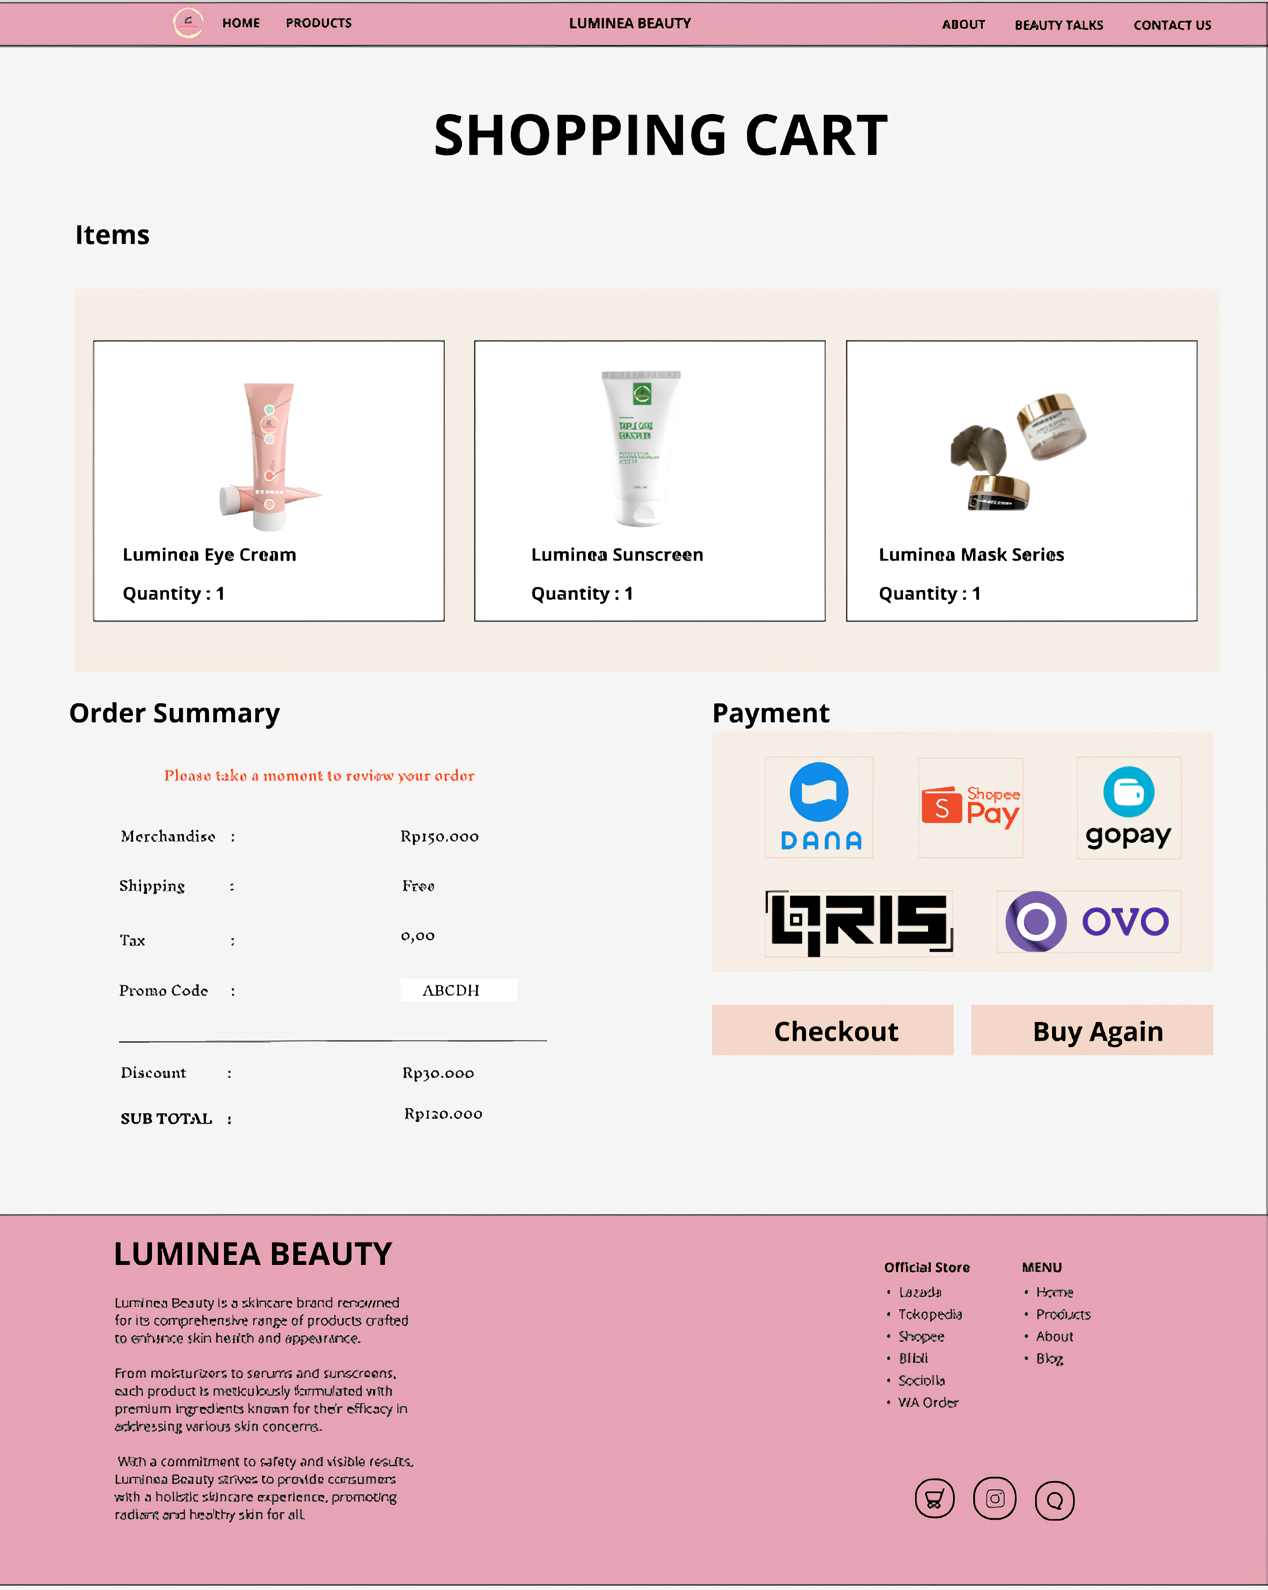 HOME PRODUCTS LUMINEA BEAUTY ABOUT BEAUTY TALKS CONTACT US
SHOPPING CART
Items
Luminea Eye Cream
Quantity : 1
Luminea Sunscreen
Quantity : 1
Luminea Mask Series
Quantity : 1
Order Summary
Please take a moment to review your order
Merchandise : Rp150.000
Shipping : Free
Tax : 0,00
Promo Code : ABCDH
Discount : Rp30.000
SUB TOTAL : Rp120.000
Payment
DANA
Shopee
Pay
gopay
QRIS
OVO
Checkout
Buy Again
LUMINEA BEAUTY
Luminea Beauty is a skincare brand renowned
for its comprehensive range of products crafted
to enhance skin health and appearance.
From moisturizers to serums and sunscreens,
each product is meticulously formulated with
premium ingredients known for their efficacy in
addressing various skin concerns.
With a commitment to safety and visible results,
Luminea Beauty strives to provide consumers
with a holistic skincare experience, promoting
radiant and healthy skin for all.
Official Store
• Lazada
• Tokopedia
• Shopee
• Blibli
• Sociolla
• WA Order
MENU
• Home
• Products
• About
• Blog